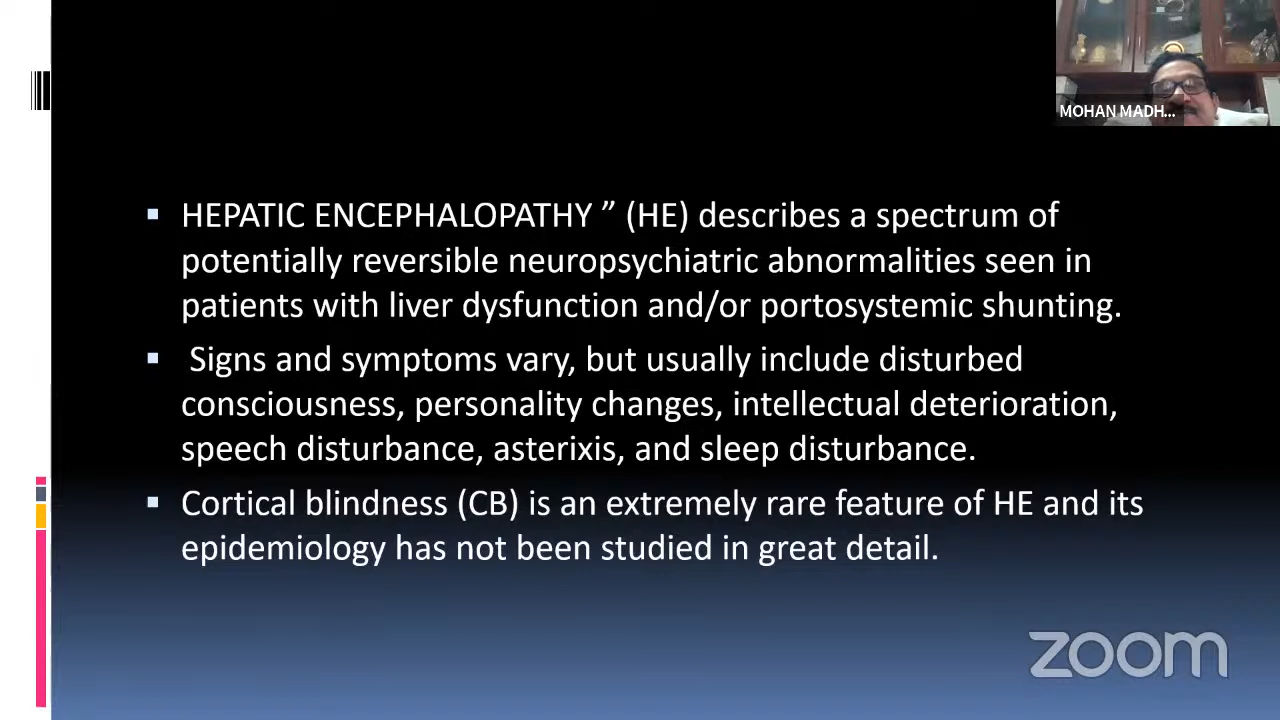 MOHAN MADH...
HEPATIC ENCEPHALOPATHY ” (HE) describes a spectrum of
potentially reversible neuropsychiatric abnormalities seen in
patients with liver dysfunction and/or portosystemic shunting.
Signs and symptoms vary, but usually include disturbed
consciousness, personality changes, intellectual deterioration,
speech disturbance, asterixis, and sleep disturbance.
Cortical blindness (CB) is an extremely rare feature of HE and its
epidemiology has not been studied in great detail.
zoom